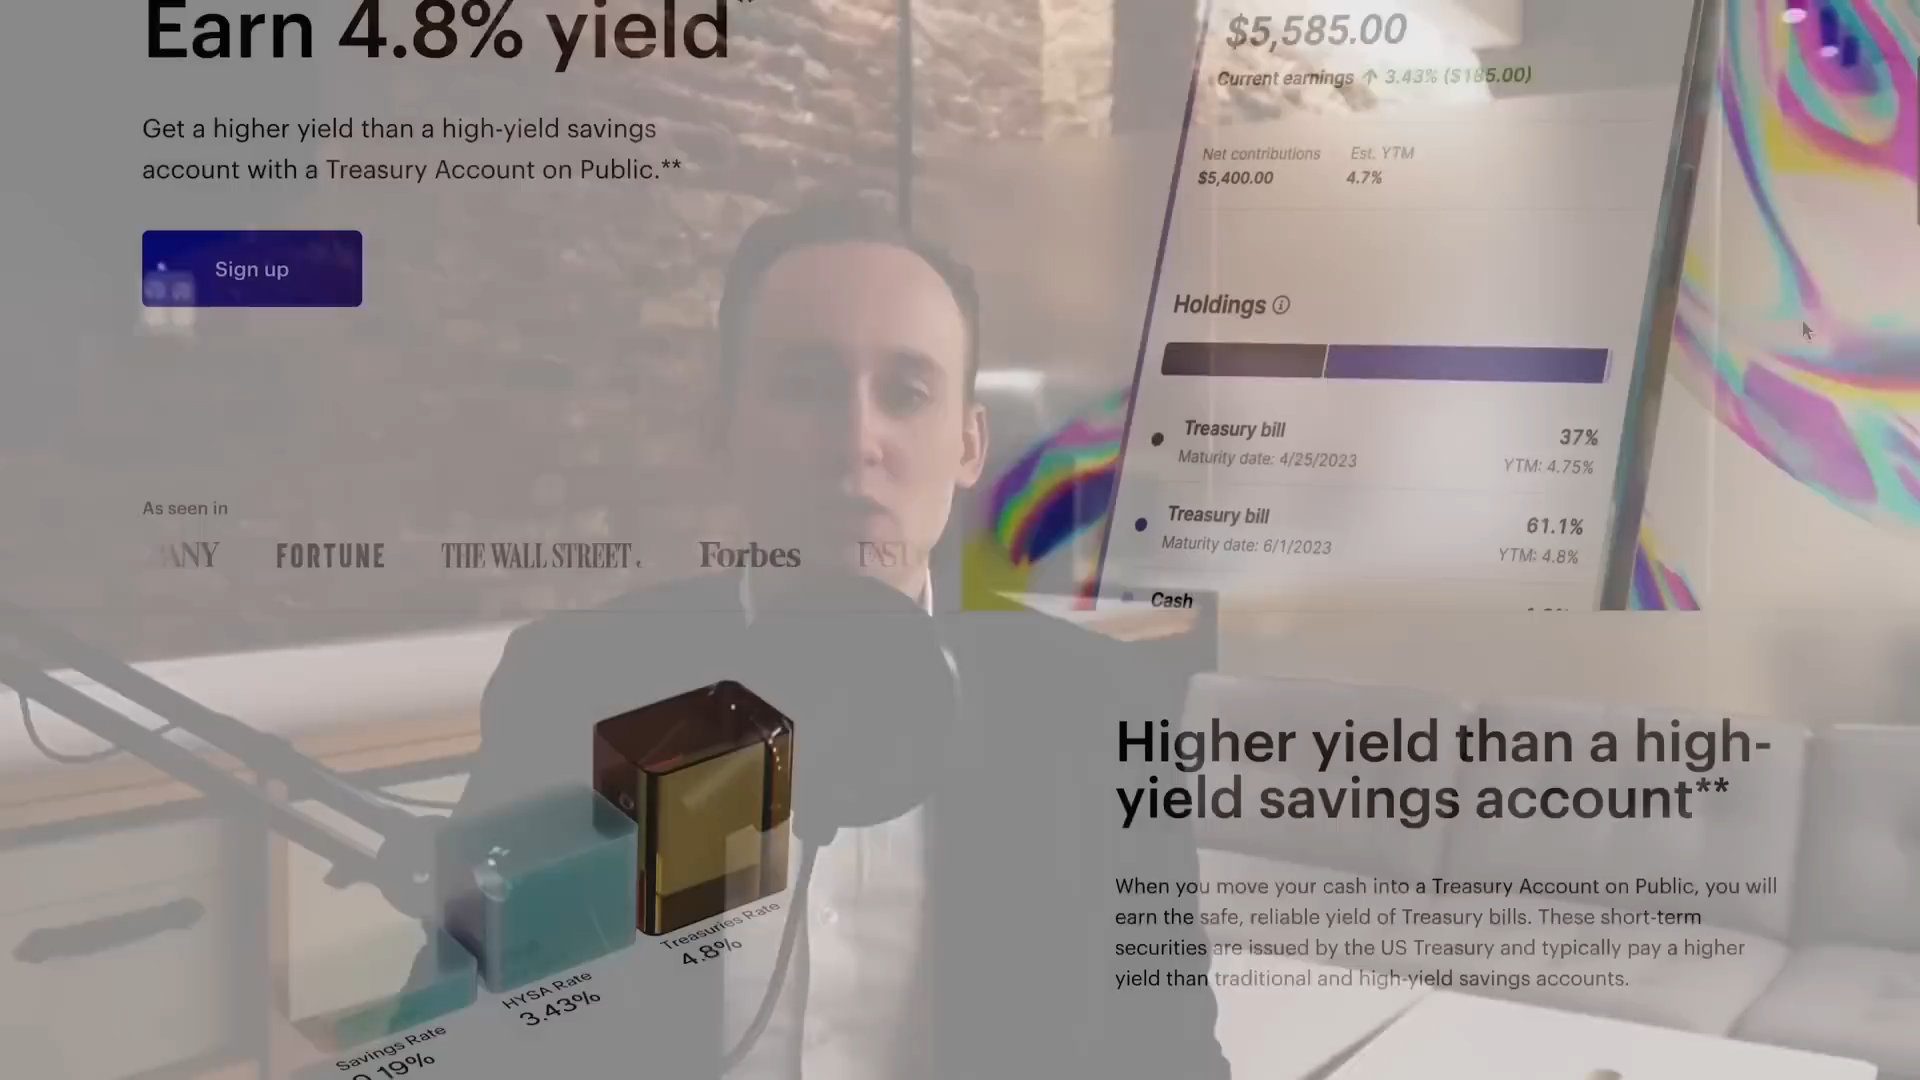 Earn 4.8% yield
Get a higher yield than a high-yield savings
account with a Treasury Account on Public.**
Sign up
As seen in
FORTUNE
THE WALL STREET
Forbes
$5,585.00
Current earnings ↑ 3.43% ($185.00)
Net contributions Est. YTM
$5,400.00 4.7%
Holdings
Treasury bill 37%
Maturity date: 4/25/2023 YTM: 4.75%
Treasury bill 61.1%
Maturity date: 6/1/2023 YTM: 4.8%
Cash
Treasuries Rate
4.8%
HYSA Rate
3.43%
Savings Rate
0.19%
Higher yield than a high-
yield savings account**
When you move your cash into a Treasury Account on Public, you will
earn the safe, reliable yield of Treasury bills. These short-term
securities are issued by the US Treasury and typically pay a higher
yield than traditional and high-yield savings accounts.